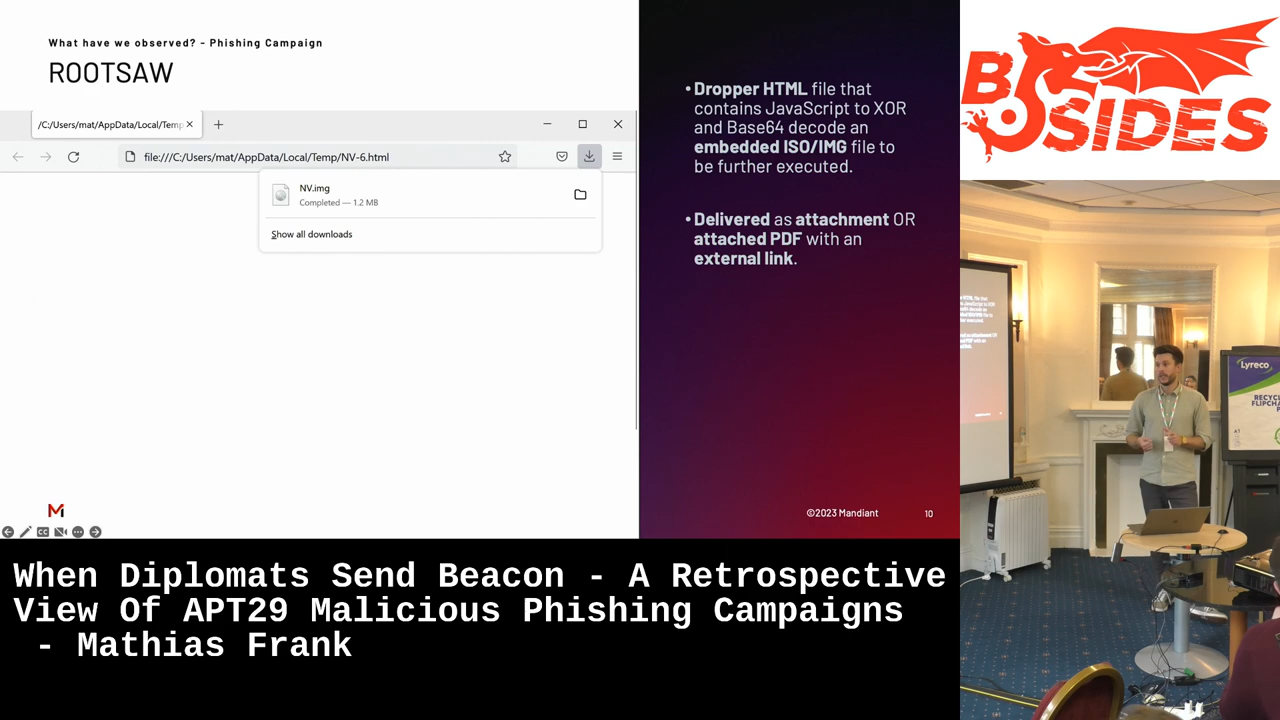 What have we observed? - Phishing Campaign
ROOTSAW
/C:/Users/mat/AppData/Local/Temp
file:///C:/Users/mat/AppData/Local/Temp/NV-6.html
NV.img
Completed — 1.2 MB
Show all downloads
• Dropper HTML file that
contains JavaScript to XOR
and Base64 decode an
embedded ISO/IMG file to
be further executed.
• Delivered as attachment OR
attached PDF with an
external link.
©2023 Mandiant
10
BSIDES
Lyreco
When Diplomats Send Beacon - A Retrospective
View Of APT29 Malicious Phishing Campaigns
- Mathias Frank